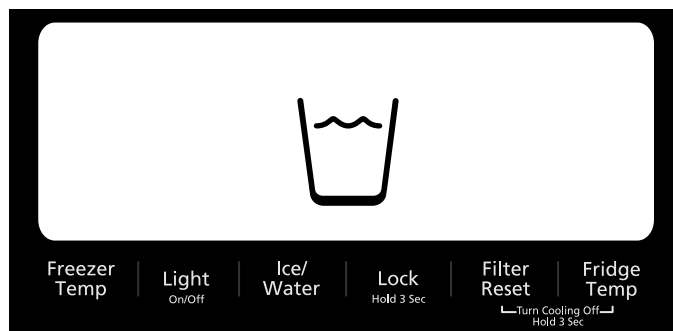 Freezer
Temp
Light
On/Off
Ice/
Water
Lock
Hold 3 Sec
Filter
Reset
Fridge
Temp
Turn Cooling Off
Hold 3 Sec